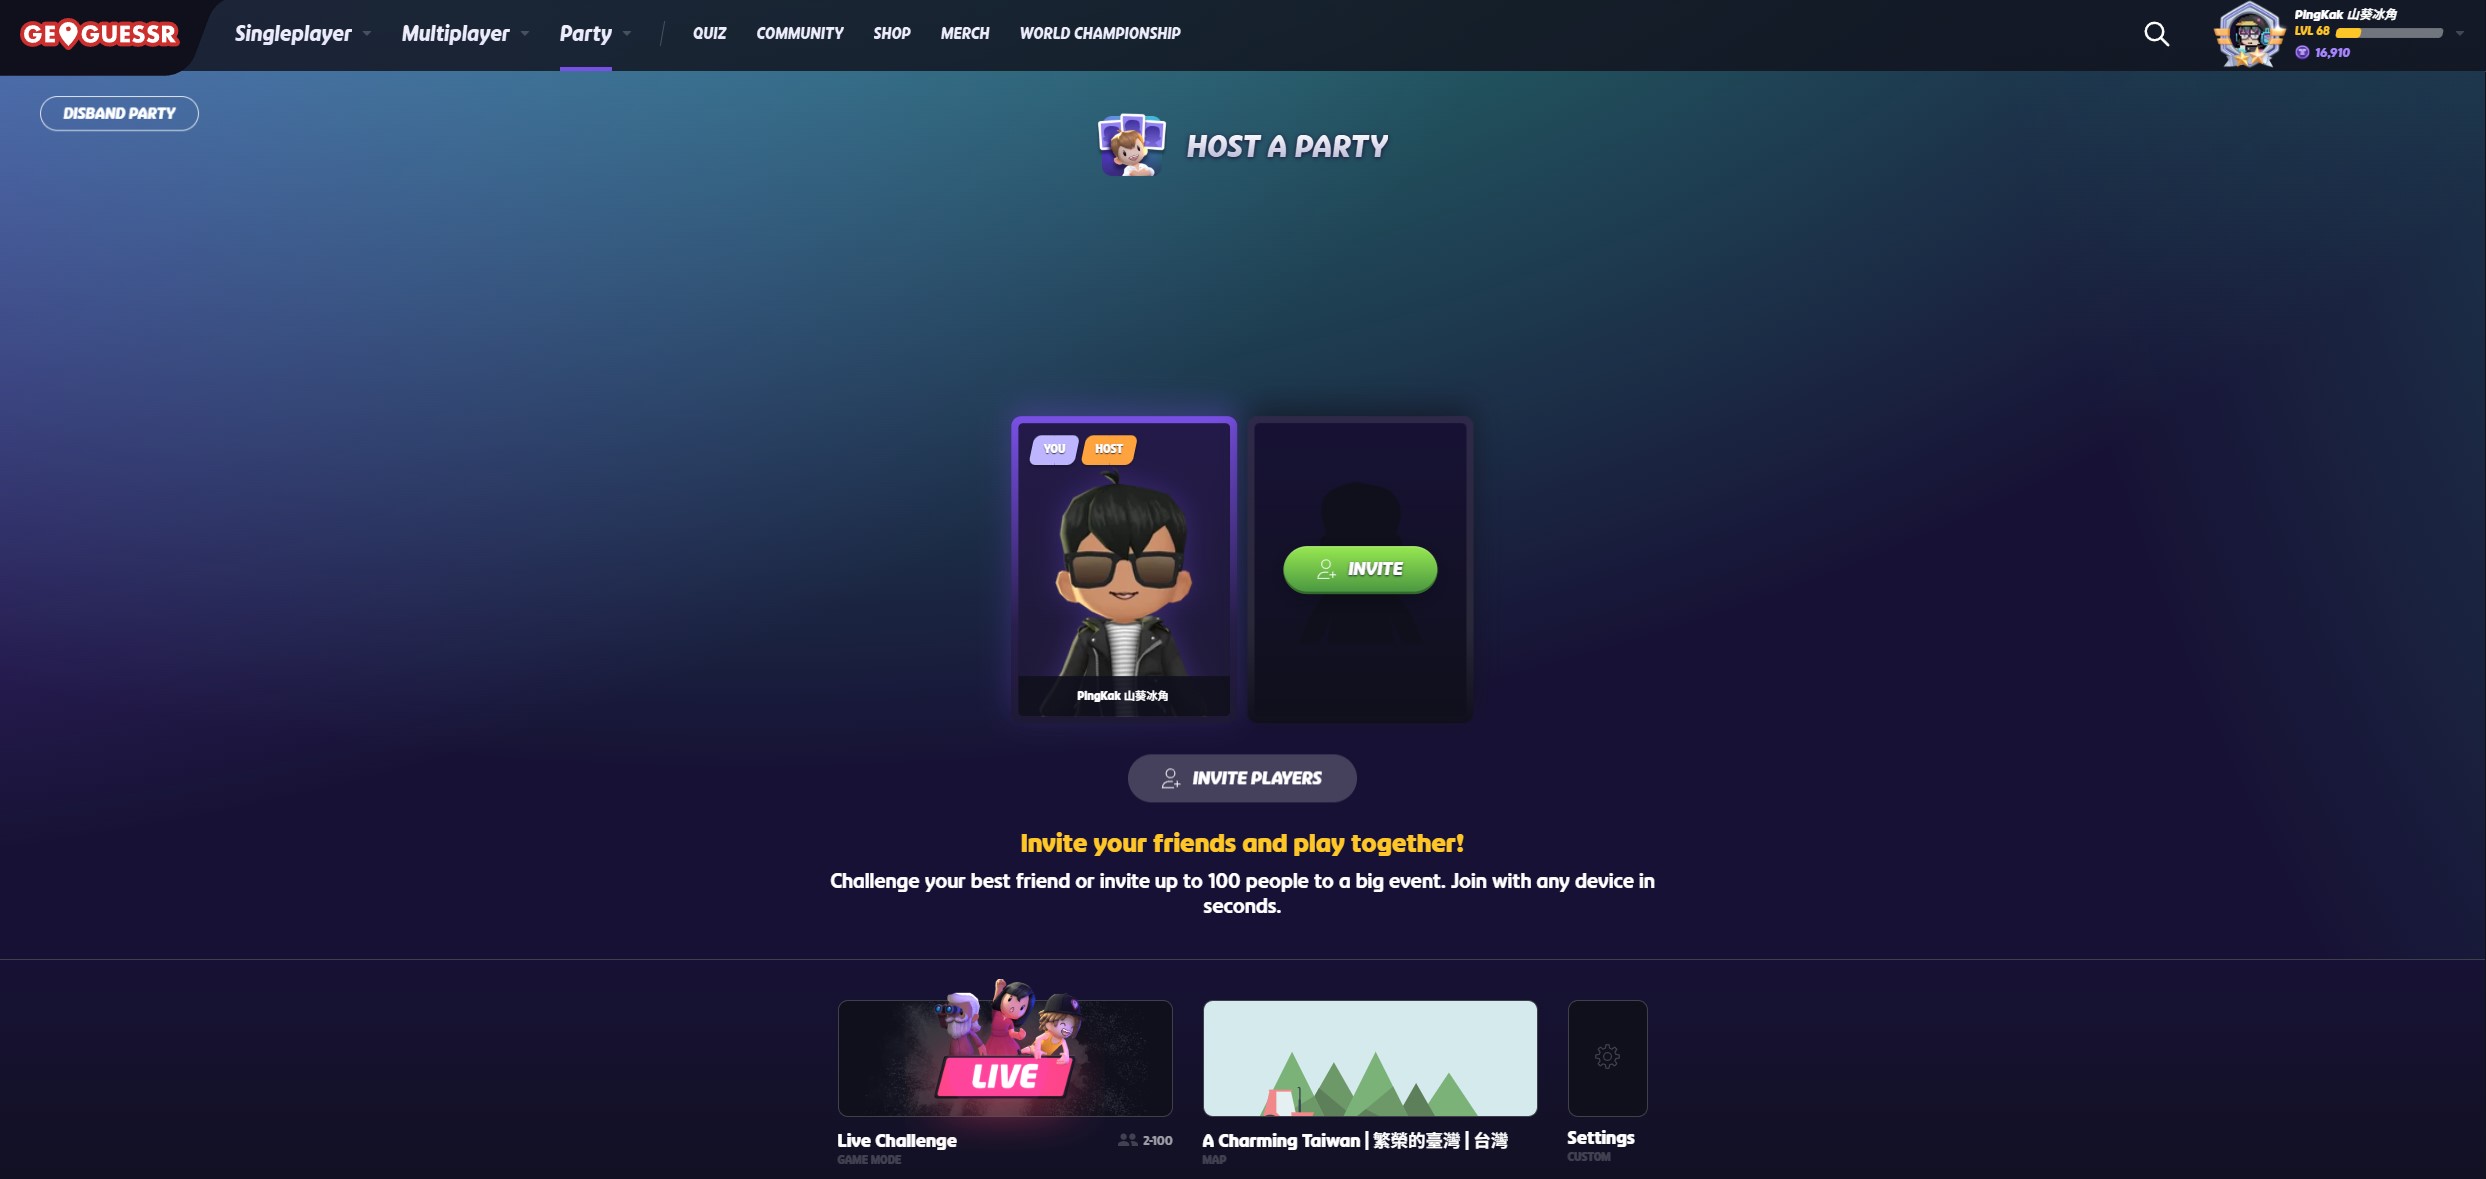 GEOGUESSR
Singleplayer
Multiplayer
Party
QUIZ
COMMUNITY
SHOP
MERCH
WORLD CHAMPIONSHIP
PingKak 山葵冰角
LVL 68
16,910
DISBAND PARTY
HOST A PARTY
YOU
HOST
PingKak 山葵冰角
INVITE
INVITE PLAYERS
Invite your friends and play together!
Challenge your best friend or invite up to 100 people to a big event. Join with any device in
seconds.
LIVE
Live Challenge
2-100
GAME MODE
A Charming Taiwan | 繁榮的臺灣 | 台灣
MAP
Settings
CUSTOM